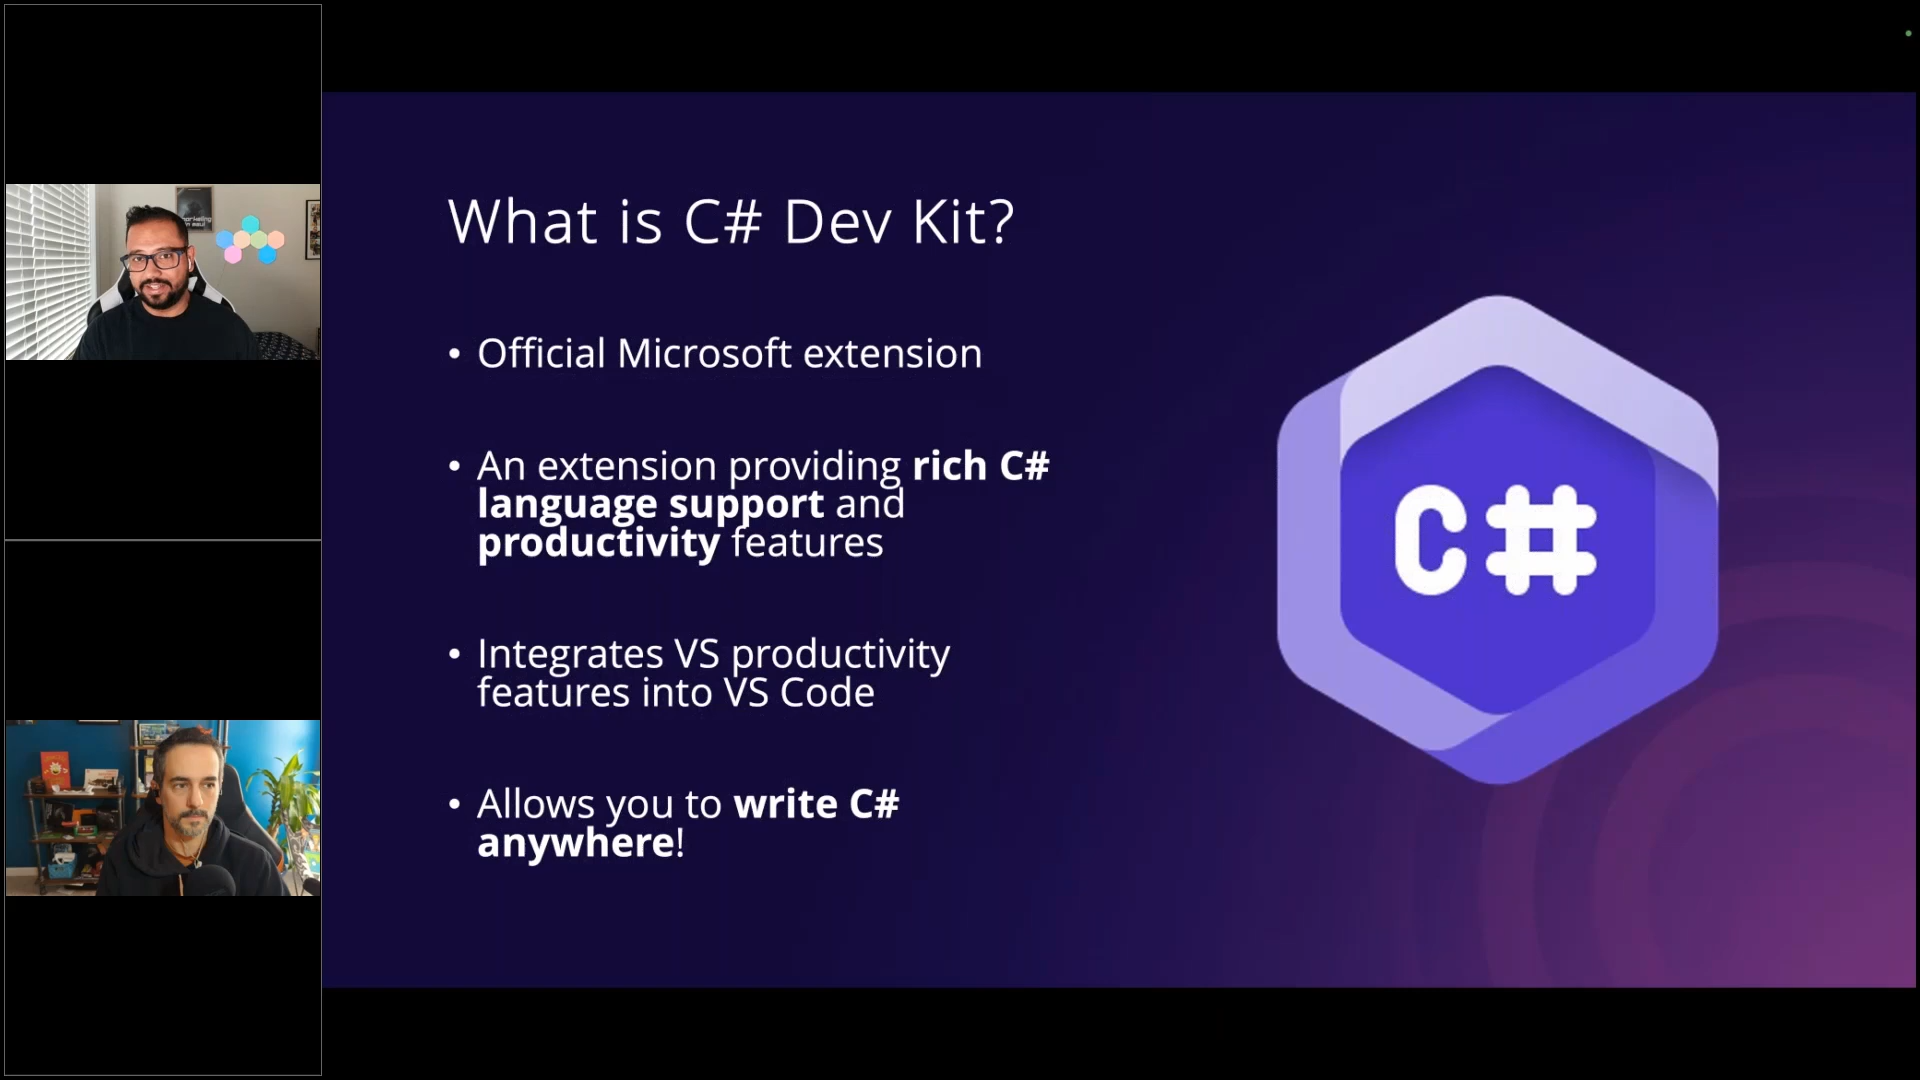 What is C# Dev Kit?
• Official Microsoft extension
• An extension providing rich C#
language support and
productivity features
• Integrates VS productivity
features into VS Code
• Allows you to write C#
anywhere!
C#